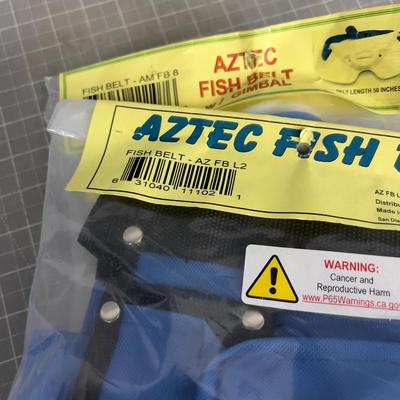 AZTEC
FISH BELT
W/ GIMBAL
FISH BELT - AM FB 8
BELT LENGTH 50 INCHES
AZTEC FISH
FISH BELT - AZ FB L2
6 31040 11102 1
AZ FB L
Distribu
Made in
San Die
WARNING:
Cancer and
Reproductive Harm
www.P65Warnings.ca.gov